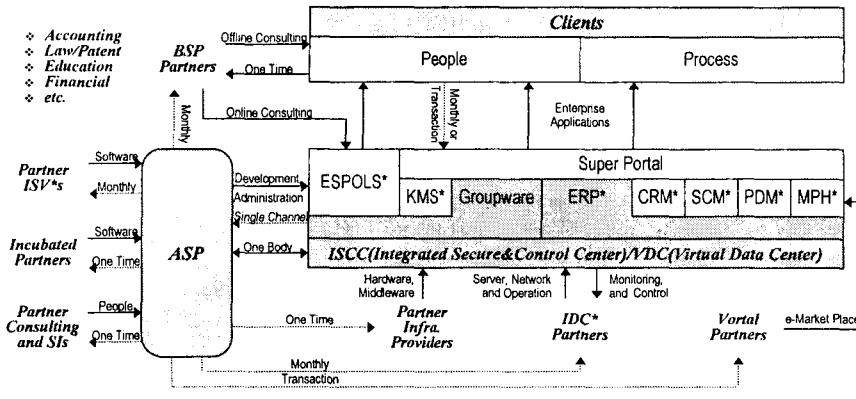 Clients
❖ Accounting
❖ Law/Patent
❖ Education
❖ Financial
❖ etc.
BSP
Partners
Offline Consulting
One Time
People
Process
Online Consulting
Monthly
Monthly or
Transaction
Enterprise
Applications
Partner
ISV*s
Software
Monthly
Incubated
Partners
Software
One Time
Partner
Consulting
and SIs
People
One Time
ASP
Development
Administration
Single Channel
One Body
ESPOLS*
Super Portal
KMS*
Groupware
ERP*
CRM*
SCM*
PDM*
MPH*
ISCC(Integrated Secure&Control Center)/VDC(Virtual Data Center)
Hardware,
Middleware
Server, Network
and Operation
Monitoring,
and Control
One Time
Partner
Infra.
Providers
IDC*
Partners
Vortal
Partners
e-Market Place
Monthly
Transaction